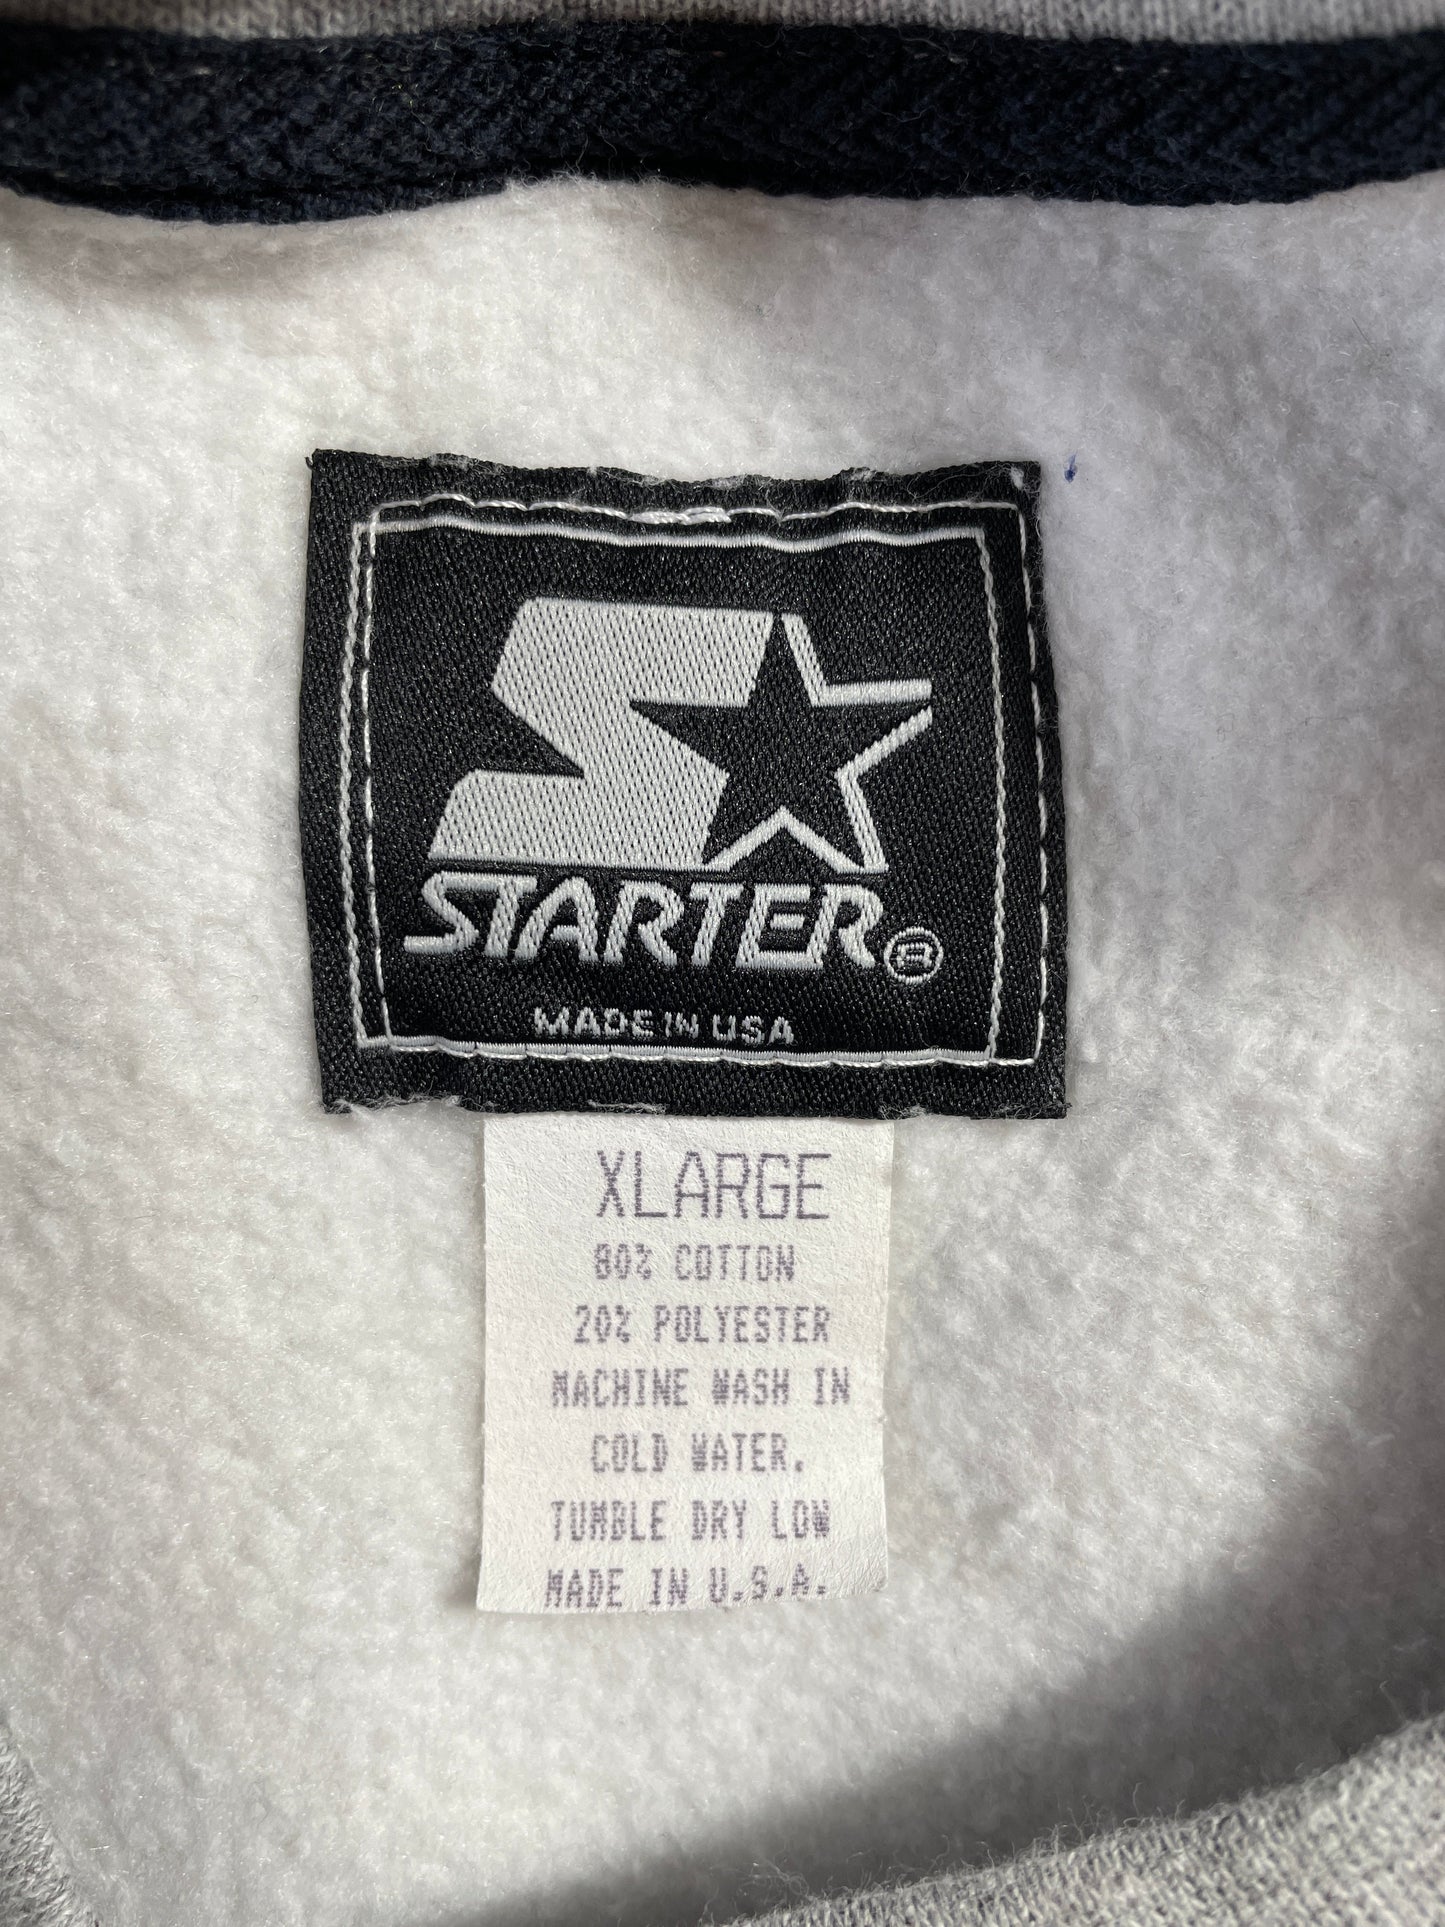 STARTER®
MADE IN USA
XLARGE
80% COTTON
20% POLYESTER
MACHINE WASH IN
COLD WATER.
TUMBLE DRY LOW
MADE IN U.S.A.